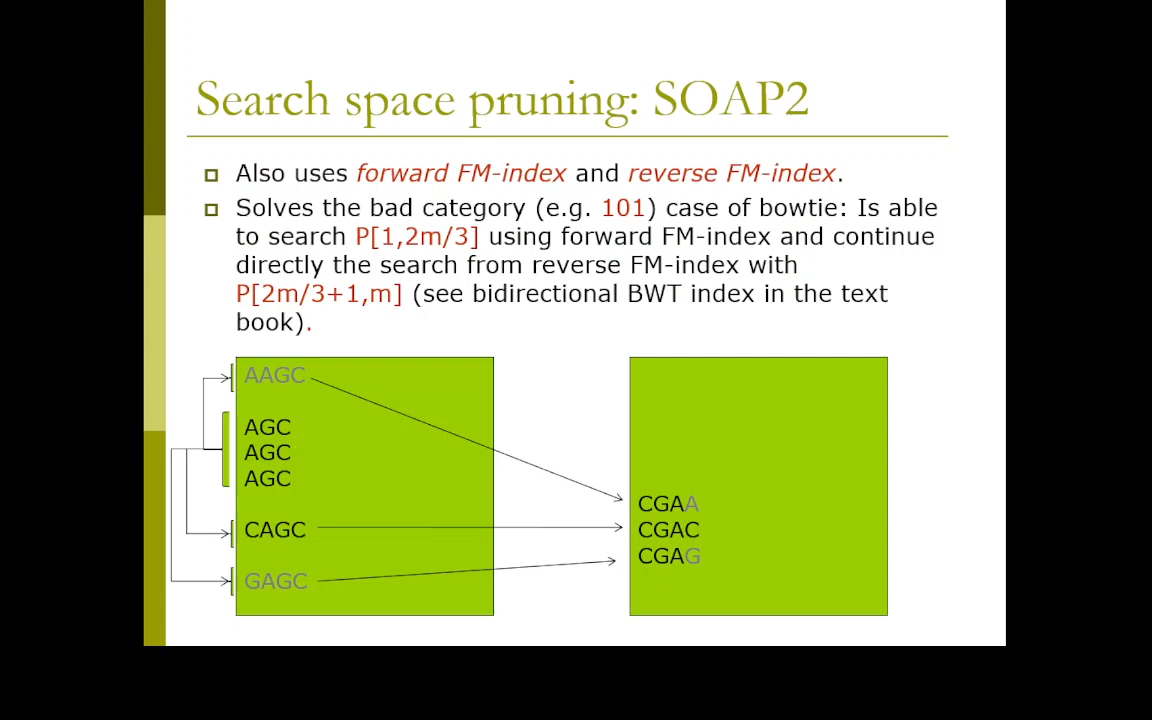 Search space pruning: SOAP2
Also uses forward FM-index and reverse FM-index.
Solves the bad category (e.g. 101) case of bowtie: Is able
to search P[1,2m/3] using forward FM-index and continue
directly the search from reverse FM-index with
P[2m/3+1,m] (see bidirectional BWT index in the text
book).
AAGC
AGC
AGC
AGC
CAGC
GAGC
CGAA
CGAC
CGAG